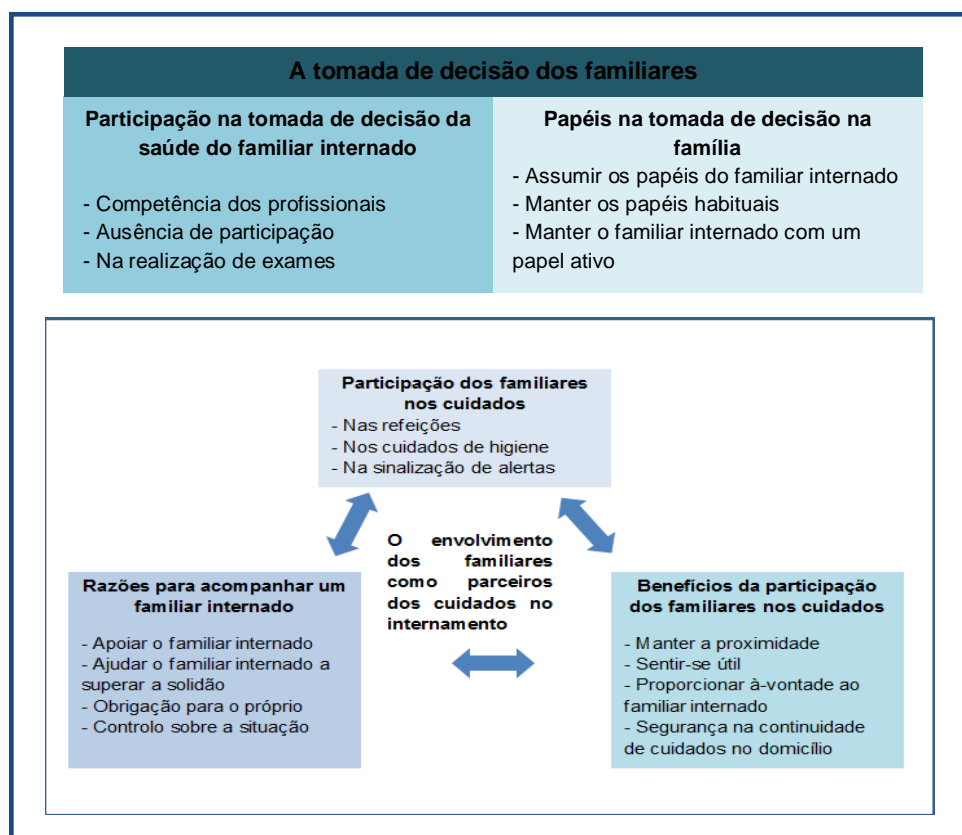 A tomada de decisão dos familiares
Participação na tomada de decisão da
saúde do familiar internado
- Competência dos profissionais
- Ausência de participação
- Na realização de exames
Papéis na tomada de decisão na
família
- Assumir os papéis do familiar internado
- Manter os papéis habituais
- Manter o familiar internado com um
papel ativo
Participação dos familiares
nos cuidados
- Nas refeições
- Nos cuidados de higiene
- Na sinalização de alertas
O envolvimento
dos familiares
como parceiros
dos cuidados no
internamento
Razões para acompanhar um
familiar internado
- Apoiar o familiar internado
- Ajudar o familiar internado a
superar a solidão
- Obrigação para o próprio
- Controlo sobre a situação
Benefícios da participação
dos familiares nos cuidados
- Manter a proximidade
- Sentir-se útil
- Proporcionar à-vontade ao
familiar internado
- Segurança na continuidade
de cuidados no domicílio